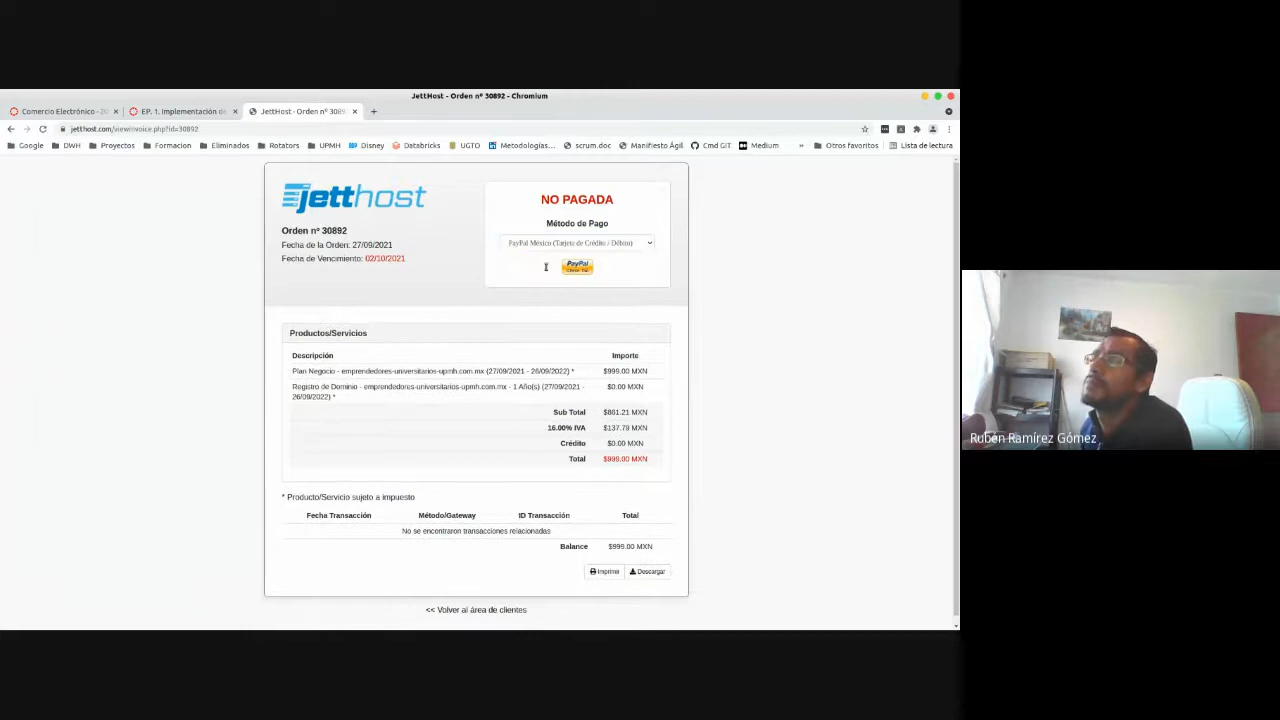 JettHost - Orden nº 30892 - Chromium
Comercio Electrónico - 20
EP. 1. Implementación de
JettHost - Orden nº 3089
jetthost.com/viewinvoice.php?id=30892
Google DWH Proyectos Formacion Eliminados Rotators UPMH Disney Databricks UGTO Metodologías... scrum.doc Manifiesto Ágil Cmd GIT Medium » Otros favoritos Lista de lectura
jetthost
NO PAGADA
Método de Pago
PayPal México (Tarjeta de Crédito / Débito)
PayPal
Orden nº 30892
Fecha de la Orden: 27/09/2021
Fecha de Vencimiento: 02/10/2021
Productos/Servicios
Descripción Importe
Plan Negocio - emprendedores-universitarios-upmh.com.mx (27/09/2021 - 26/09/2022) * $999.00 MXN
Registro de Dominio - emprendedores-universitarios-upmh.com.mx - 1 Año(s) (27/09/2021 - $0.00 MXN
26/09/2022) *
Sub Total $861.21 MXN
16.00% IVA $137.79 MXN
Crédito $0.00 MXN
Total $999.00 MXN
* Producto/Servicio sujeto a impuesto
Fecha Transacción Método/Gateway ID Transacción Total
No se encontraron transacciones relacionadas
Balance $999.00 MXN
Imprimir Descargar
<< Volver al área de clientes
Rubén Ramírez Gómez